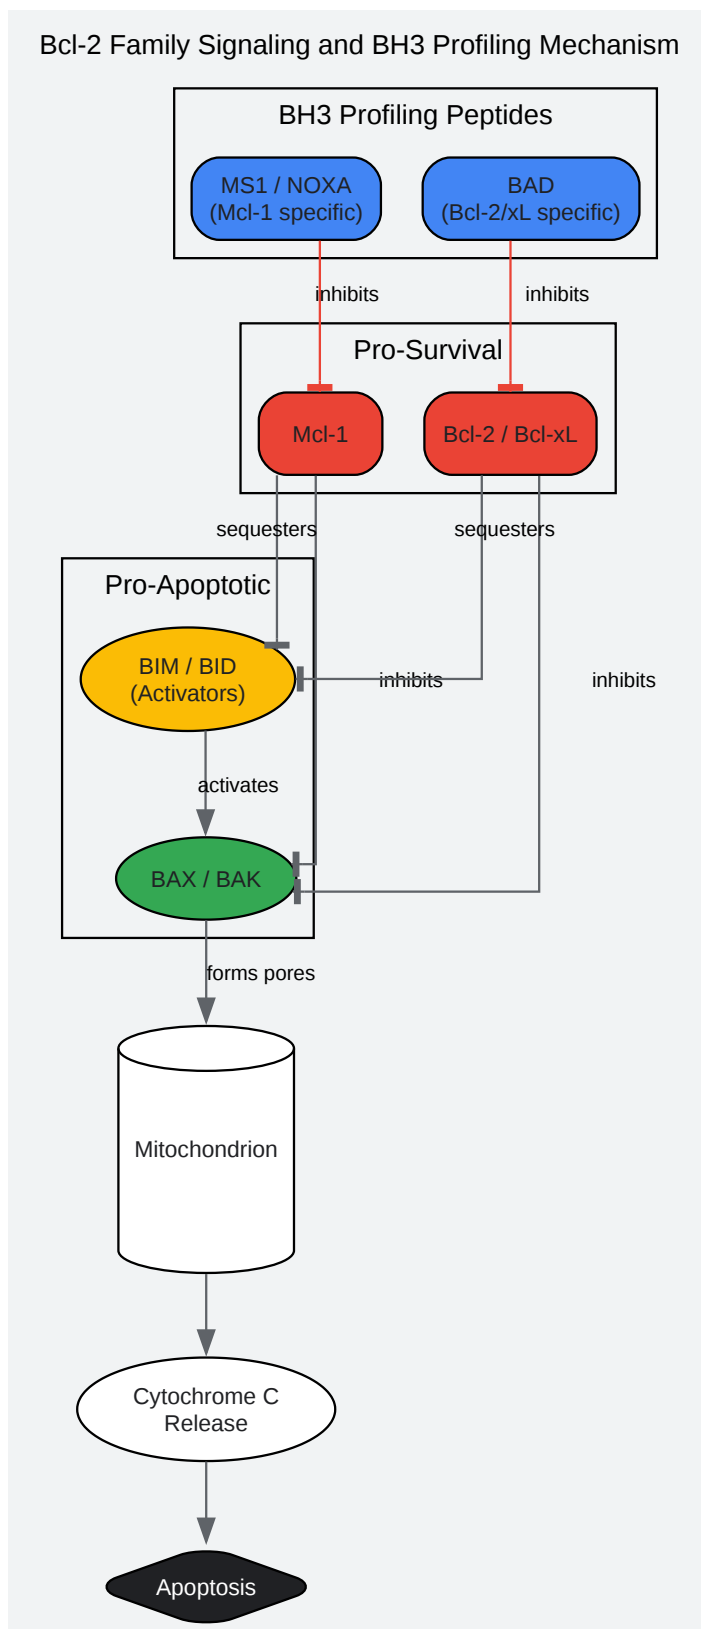 Bcl-2 Family Signaling and BH3 Profiling Mechanism
BH3 Profiling Peptides
MS1 / NOXA
(Mcl-1 specific)
BAD
(Bcl-2/xL specific)
inhibits
inhibits
Pro-Survival
Mcl-1
Bcl-2 / Bcl-xL
sequesters
sequesters
Pro-Apoptotic
BIM / BID
(Activators)
inhibits
inhibits
activates
BAX / BAK
forms pores
Mitochondrion
Cytochrome C
Release
Apoptosis